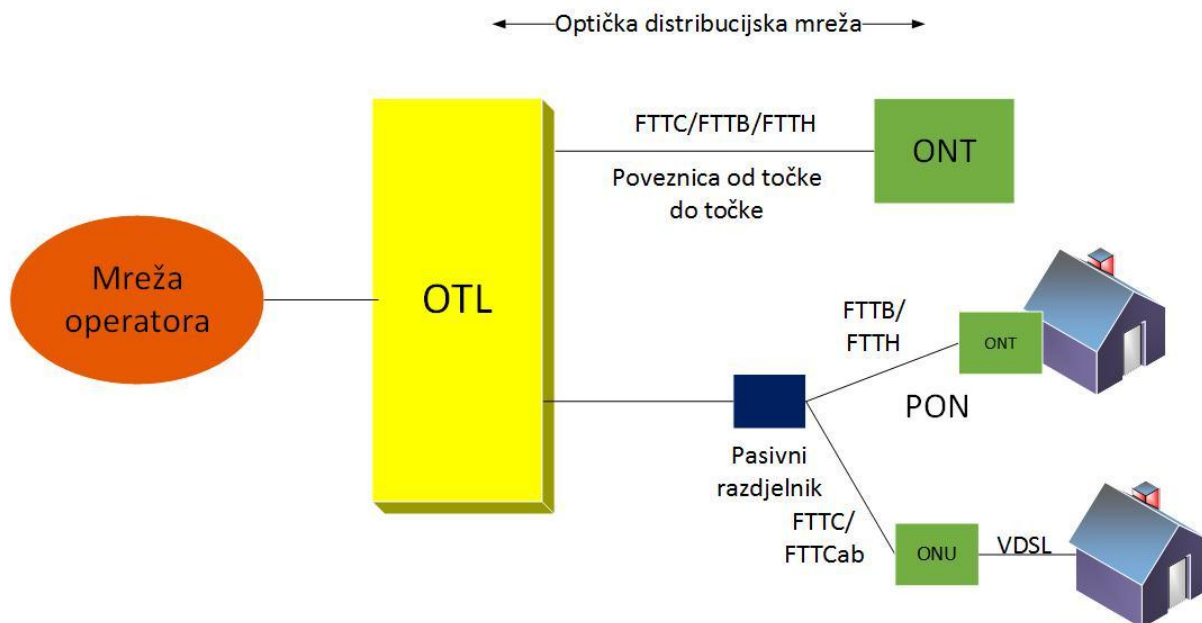 Optička distribucijska mreža
FTTC/FTTB/FTTH
ONT
Poveznica od točke
do točke
Mreža
operatora
OTL
FTTB/
FTTH
ONT
PON
Pasivni
razdjelnik
FTTC/
FTTCab
ONU
VDSL